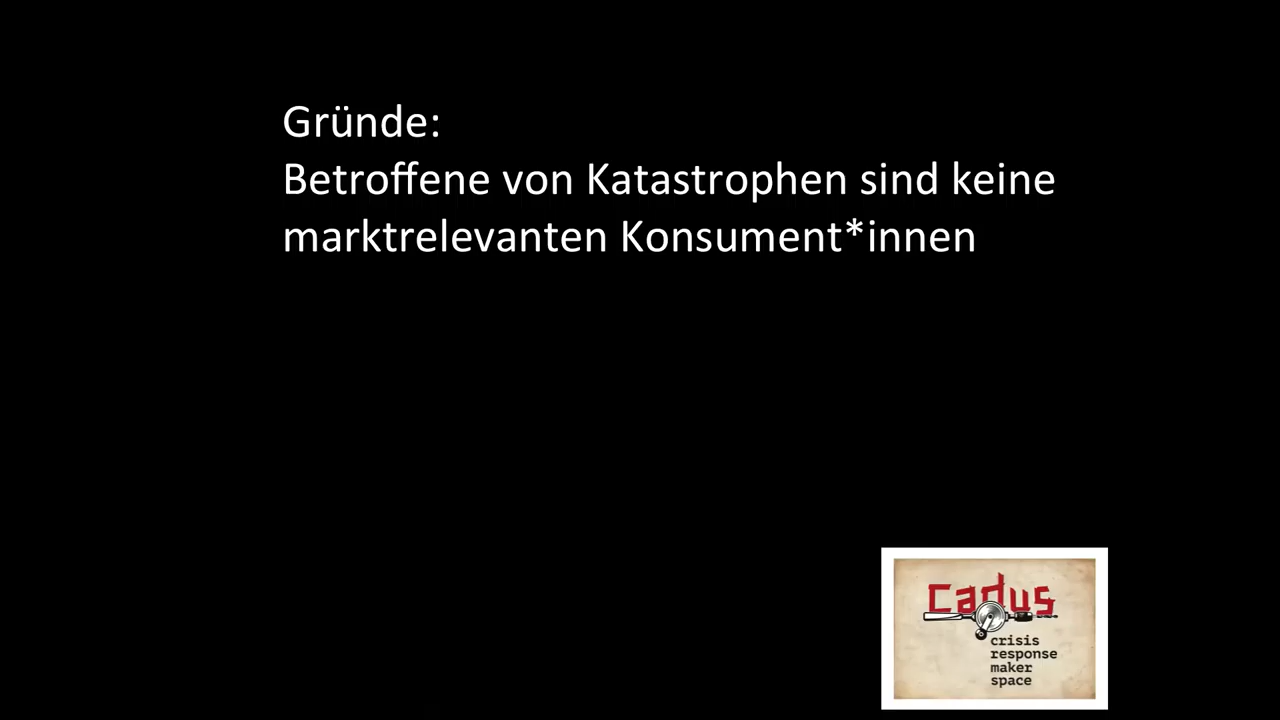 Gründe:
Betroffene von Katastrophen sind keine
marktrelevanten Konsument*innen
cadus
crisis
response
maker
space